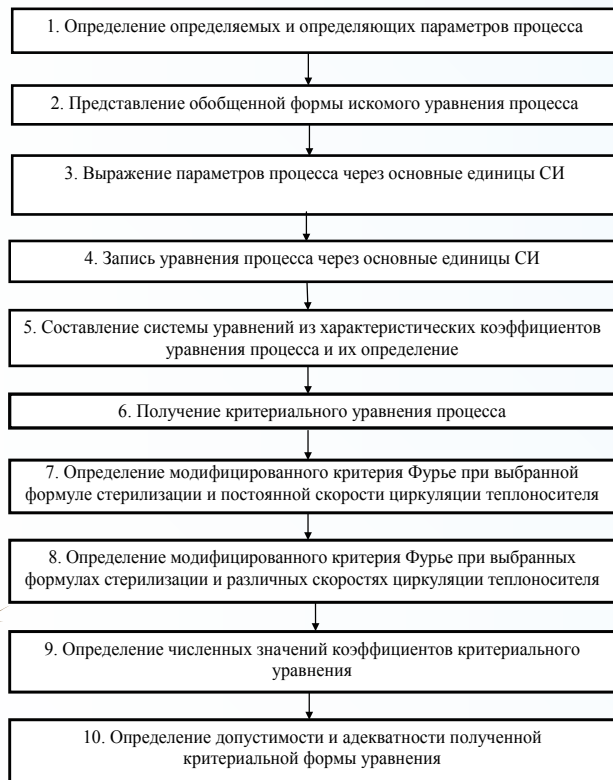 1. Определение определяемых и определяющих параметров процесса
2. Представление обобщенной формы искомого уравнения процесса
3. Выражение параметров процесса через основные единицы СИ
4. Запись уравнения процесса через основные единицы СИ
5. Составление системы уравнений из характеристических коэффициентов
уравнения процесса и их определение
6. Получение критериального уравнения процесса
7. Определение модифицированного критерия Фурье при выбранной
формуле стерилизации и постоянной скорости циркуляции теплоносителя
8. Определение модифицированного критерия Фурье при выбранных
формулах стерилизации и различных скоростях циркуляции теплоносителя
9. Определение численных значений коэффициентов критериального
уравнения
10. Определение допустимости и адекватности полученной
критериальной формы уравнения